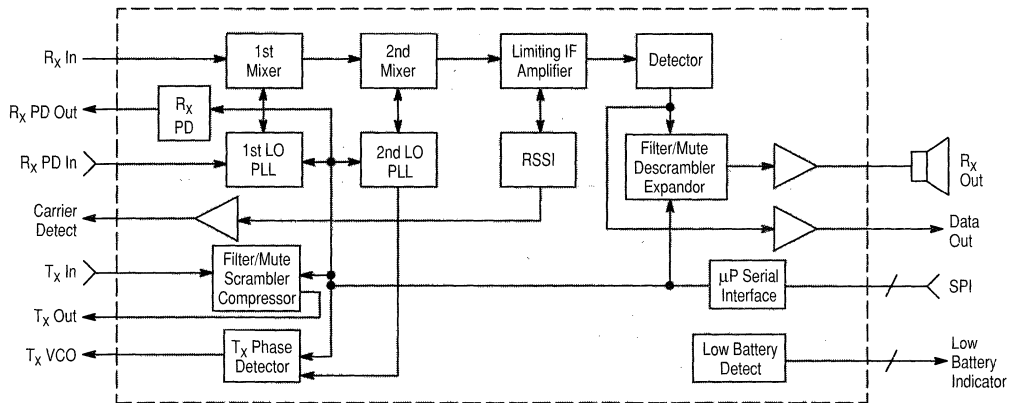 Rx In
1st
Mixer
2nd
Mixer
Limiting IF
Amplifier
Detector
Rx PD Out
Rx
PD
Rx PD In
1st LO
PLL
2nd LO
PLL
RSSI
Filter/Mute
Descrambler
Expandor
Rx
Out
Carrier
Detect
Data
Out
Tx In
Filter/Mute
Scrambler
Compressor
µP Serial
Interface
SPI
Tx Out
Tx VCO
Tx Phase
Detector
Low Battery
Detect
Low
Battery
Indicator